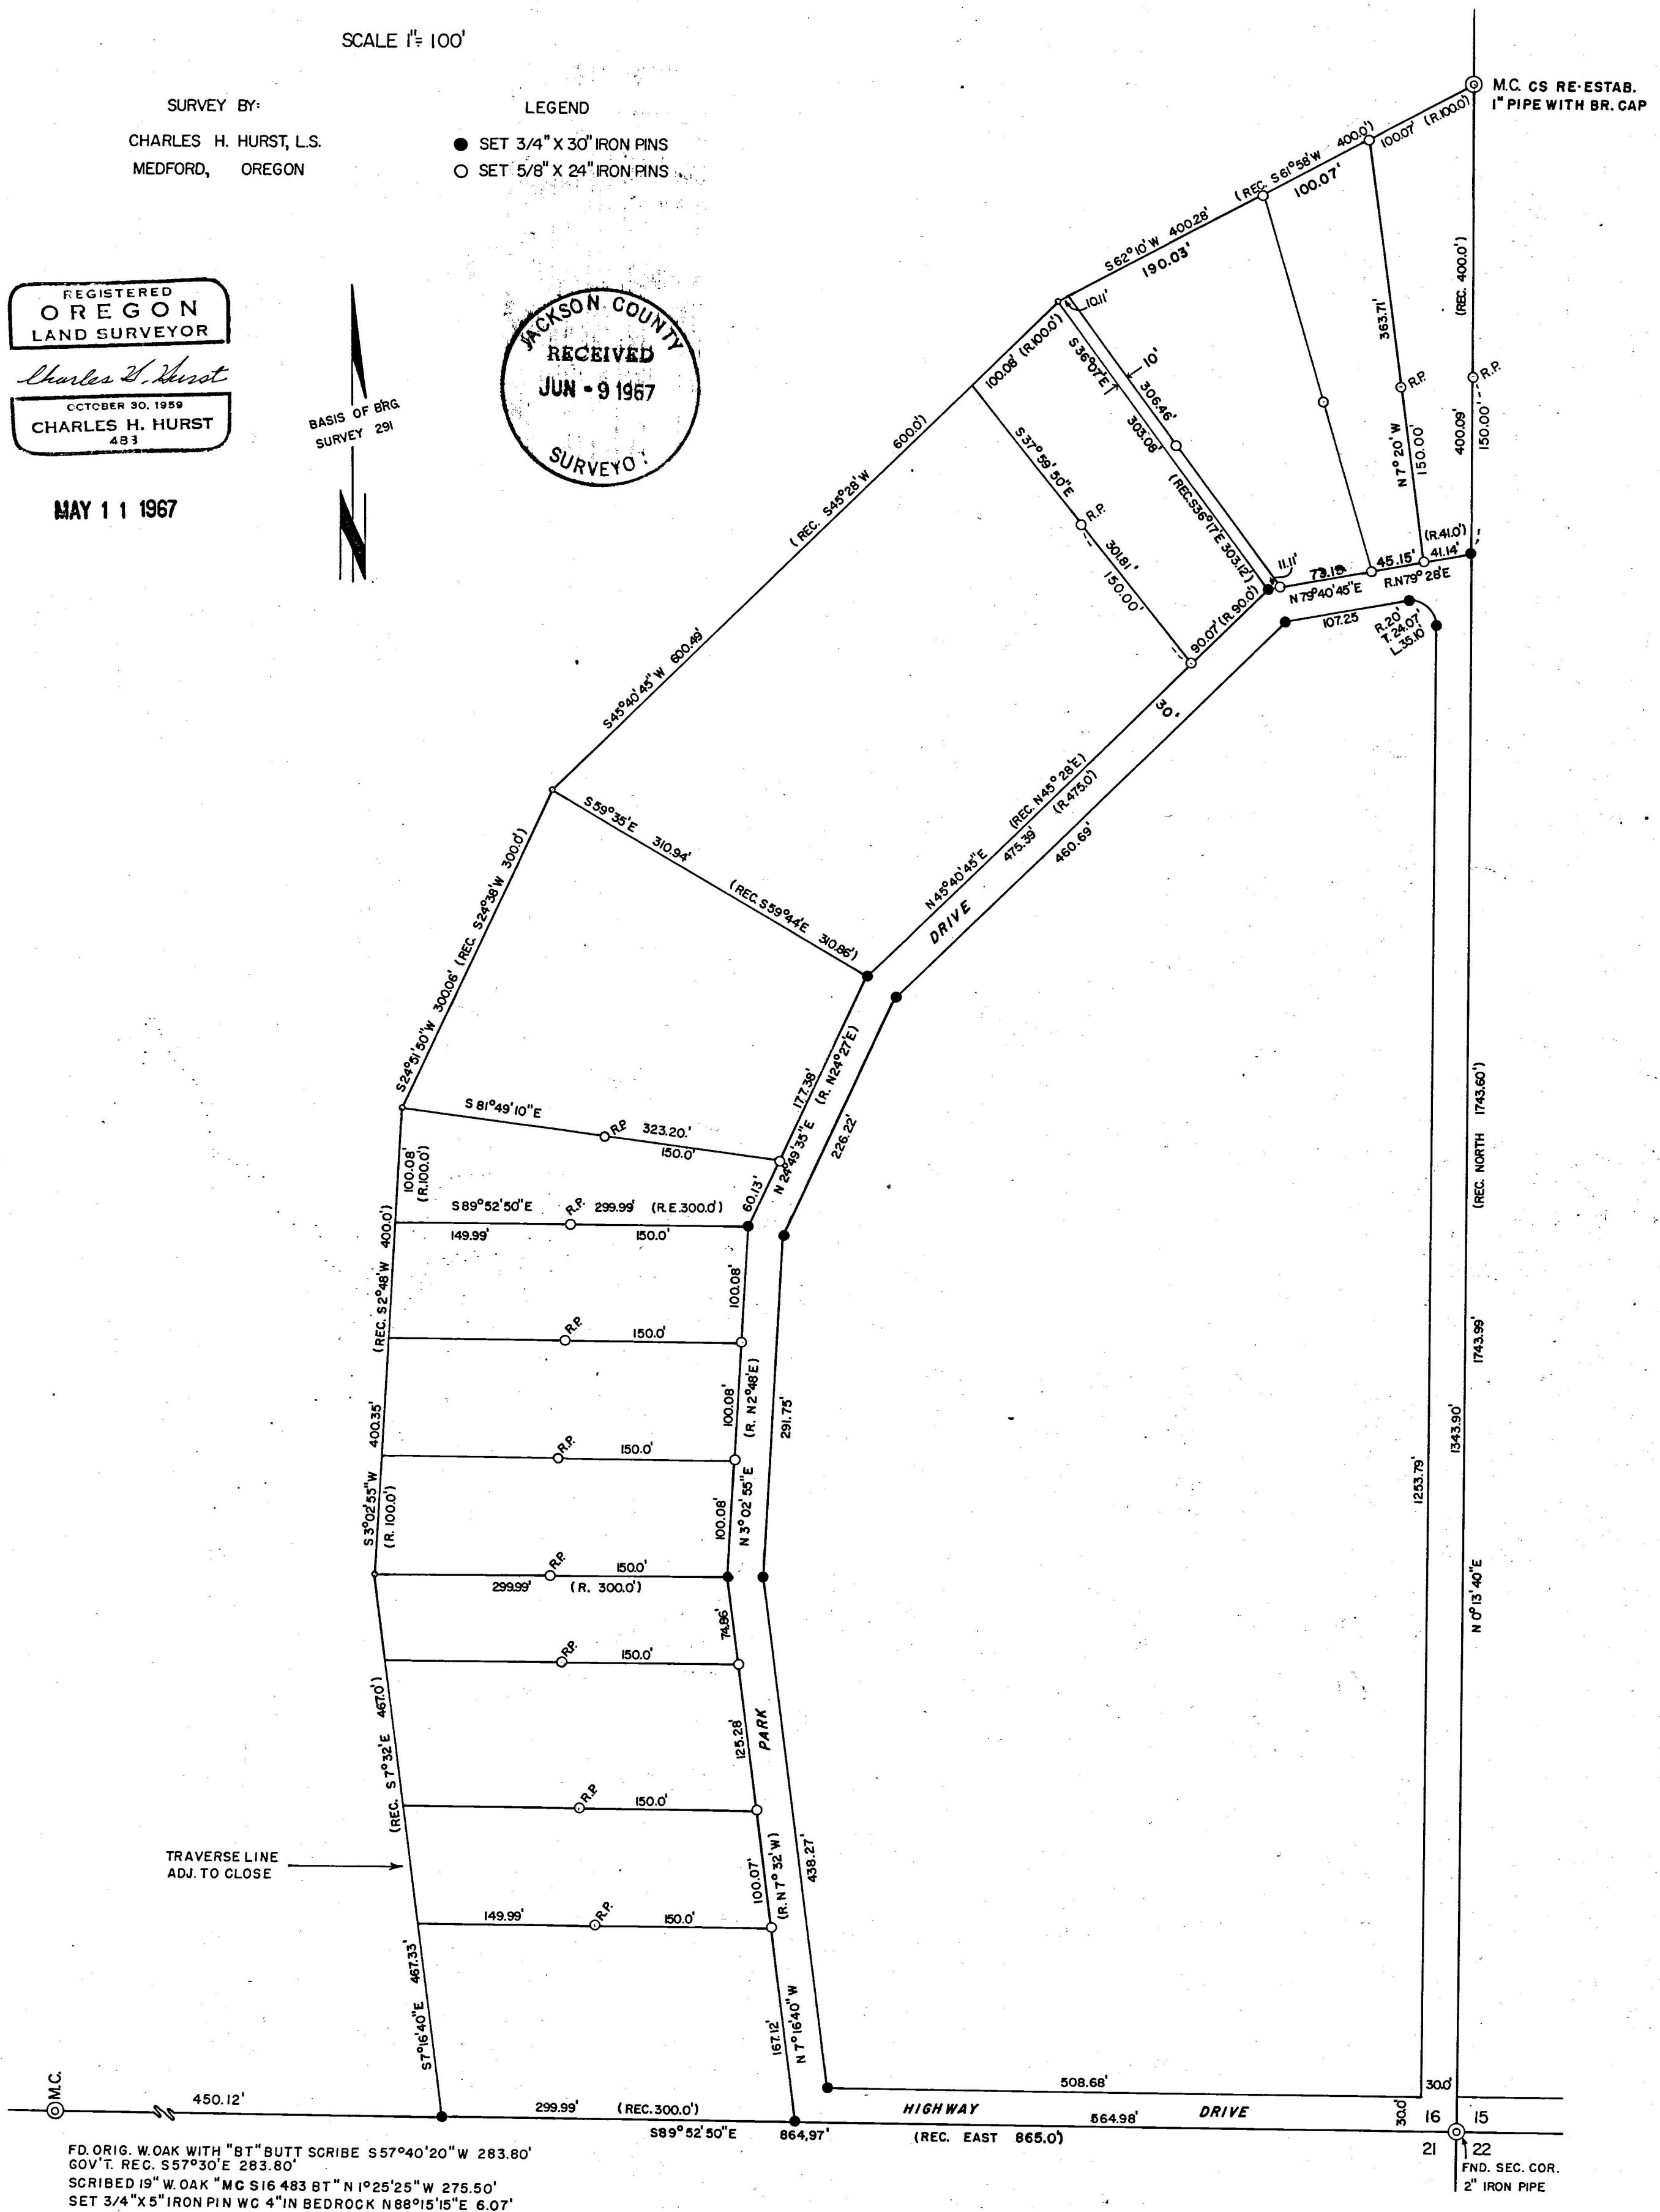 SCALE 1"= 100'
SURVEY BY:
CHARLES H. HURST, L.S.
MEDFORD, OREGON
LEGEND
SET 3/4" X 30" IRON PINS
SET 5/8" X 24" IRON PINS
REGISTERED
OREGON
LAND SURVEYOR
Charles H. Hurst
OCTOBER 30, 1959
CHARLES H. HURST
483
MAY 11 1967
BASIS OF BRG.
SURVEY 291
N
JACKSON COUNTY
RECEIVED
JUN - 9 1967
SURVEYO
M.C. CS RE-ESTAB.
1" PIPE WITH BR. CAP
(REC. S61°58'W 400.0')
100.07' (R.100.0')
100.07'
S62°10'W 400.28'
190.03'
10.11'
(REC. 400.0')
363.71'
R.P.
R.P.
N7°20'W
150.00'
400.09'
150.00'
100.08' (R.100.0')
S36°07'E
10'
306.46'
303.08'
(REC.S36°17'E 303.12')
S37°59'50"E
R.P.
301.81'
150.00'
(REC. S45°28'W 600.0')
S45°40'45"W 600.49'
11.11'
73.15
45.15'
(R.41.0')
41.14'
N79°40'45"E
R.N79°28'E
90.07' (R.90.0')
107.25
R.20'
T.24.07'
L.35.10'
30'
(REC. N45°28'E)
(R.475.0')
N45°40'45"E
475.39'
460.69'
DRIVE
S59°35'E
310.94'
(REC.S59°44'E 310.86')
S24°51'50"W 300.06' (REC. S24°38'W 300.0')
177.38'
(R. N24°27'E)
N 24°49'35"E
226.22'
60.13'
S81°49'10"E
R.P.
323.20.'
150.0'
100.08'
(R.100.0')
S89°52'50"E
R.P.
299.99'
(R.E.300.0')
149.99'
150.0'
(REC. S2°48'W 400.0')
100.08'
R.P.
150.0'
400.35'
100.08'
(R. N2°48'E)
291.75'
R.P.
150.0'
S3°02'55"W
(R. 100.0')
100.08'
N3°02'55"E
R.P.
150.0'
299.99'
(R. 300.0')
74.86'
R.P.
150.0'
(REC. S7°32'E 467.0')
125.28'
PARK
R.P.
150.0'
TRAVERSE LINE
ADJ. TO CLOSE
100.07'
(R.N7°32'W)
438.27'
149.99'
R.P.
150.0'
467.33'
S7°16'40"E
167.12'
N7°16'40"W
(REC. NORTH 1743.60')
1743.99'
1343.90'
1253.79'
N0°13'40"E
M.C.
450.12'
299.99'
(REC.300.0')
S89°52'50"E
864.97'
(REC. EAST 865.0')
508.68'
30.0'
30.0'
HIGHWAY
564.98'
DRIVE
16 15
21 22
FND. SEC. COR.
2" IRON PIPE
FD. ORIG. W.OAK WITH "BT" BUTT SCRIBE S57°40'20"W 283.80'
GOV'T. REC. S57°30'E 283.80'
SCRIBED 19" W. OAK "MC S16 483 BT" N 1°25'25"W 275.50'
SET 3/4"X5" IRON PIN WC 4" IN BEDROCK N88°15'15"E 6.07'